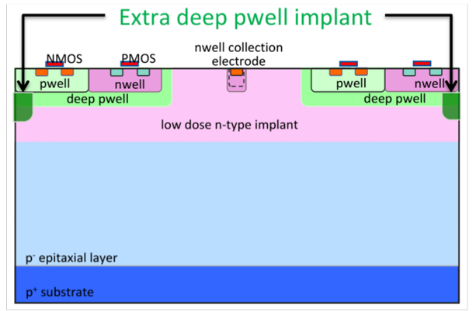 Extra deep pwell implant
NMOS
PMOS
nwell collection
electrode
pwell
nwell
pwell
nwell
deep pwell
deep pwell
low dose n-type implant
p- epitaxial layer
p+ substrate